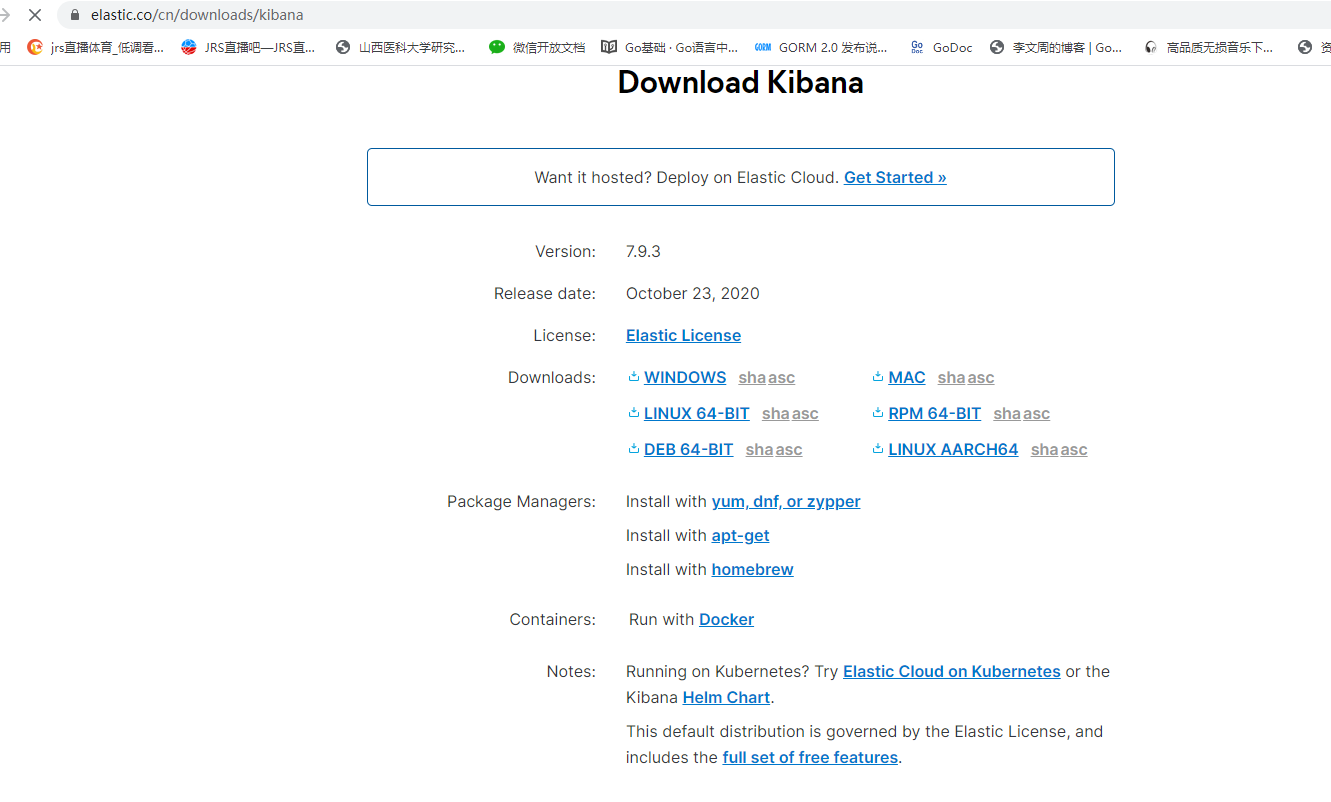 elastic.co/cn/downloads/kibana
用 jrs直播体育_低调看... JRS直播吧—JRS直... 山西医科大学研究... 微信开放文档 Go基础 · Go语言中... GORM GORM 2.0 发布说... Go Doc GoDoc 李文周的博客 | Go... 高品质无损音乐下...
Download Kibana
Want it hosted? Deploy on Elastic Cloud. Get Started »
Version: 7.9.3
Release date: October 23, 2020
License: Elastic License
Downloads: WINDOWS sha asc MAC sha asc
LINUX 64-BIT sha asc RPM 64-BIT sha asc
DEB 64-BIT sha asc LINUX AARCH64 sha asc
Package Managers: Install with yum, dnf, or zypper
Install with apt-get
Install with homebrew
Containers: Run with Docker
Notes: Running on Kubernetes? Try Elastic Cloud on Kubernetes or the
Kibana Helm Chart.
This default distribution is governed by the Elastic License, and
includes the full set of free features.